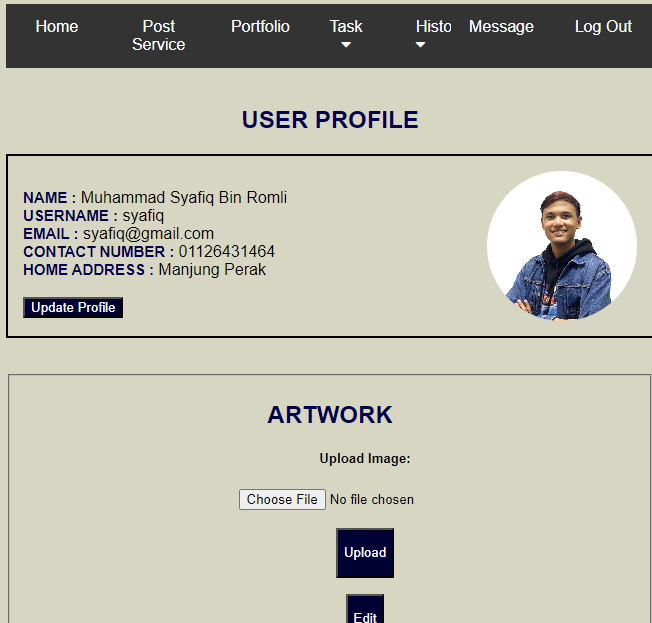 Home Post Service Portfolio Task Histo Message Log Out
USER PROFILE
NAME : Muhammad Syafiq Bin Romli
USERNAME : syafiq
EMAIL : syafiq@gmail.com
CONTACT NUMBER : 01126431464
HOME ADDRESS : Manjung Perak
Update Profile
ARTWORK
Upload Image:
Choose File No file chosen
Upload
Edit